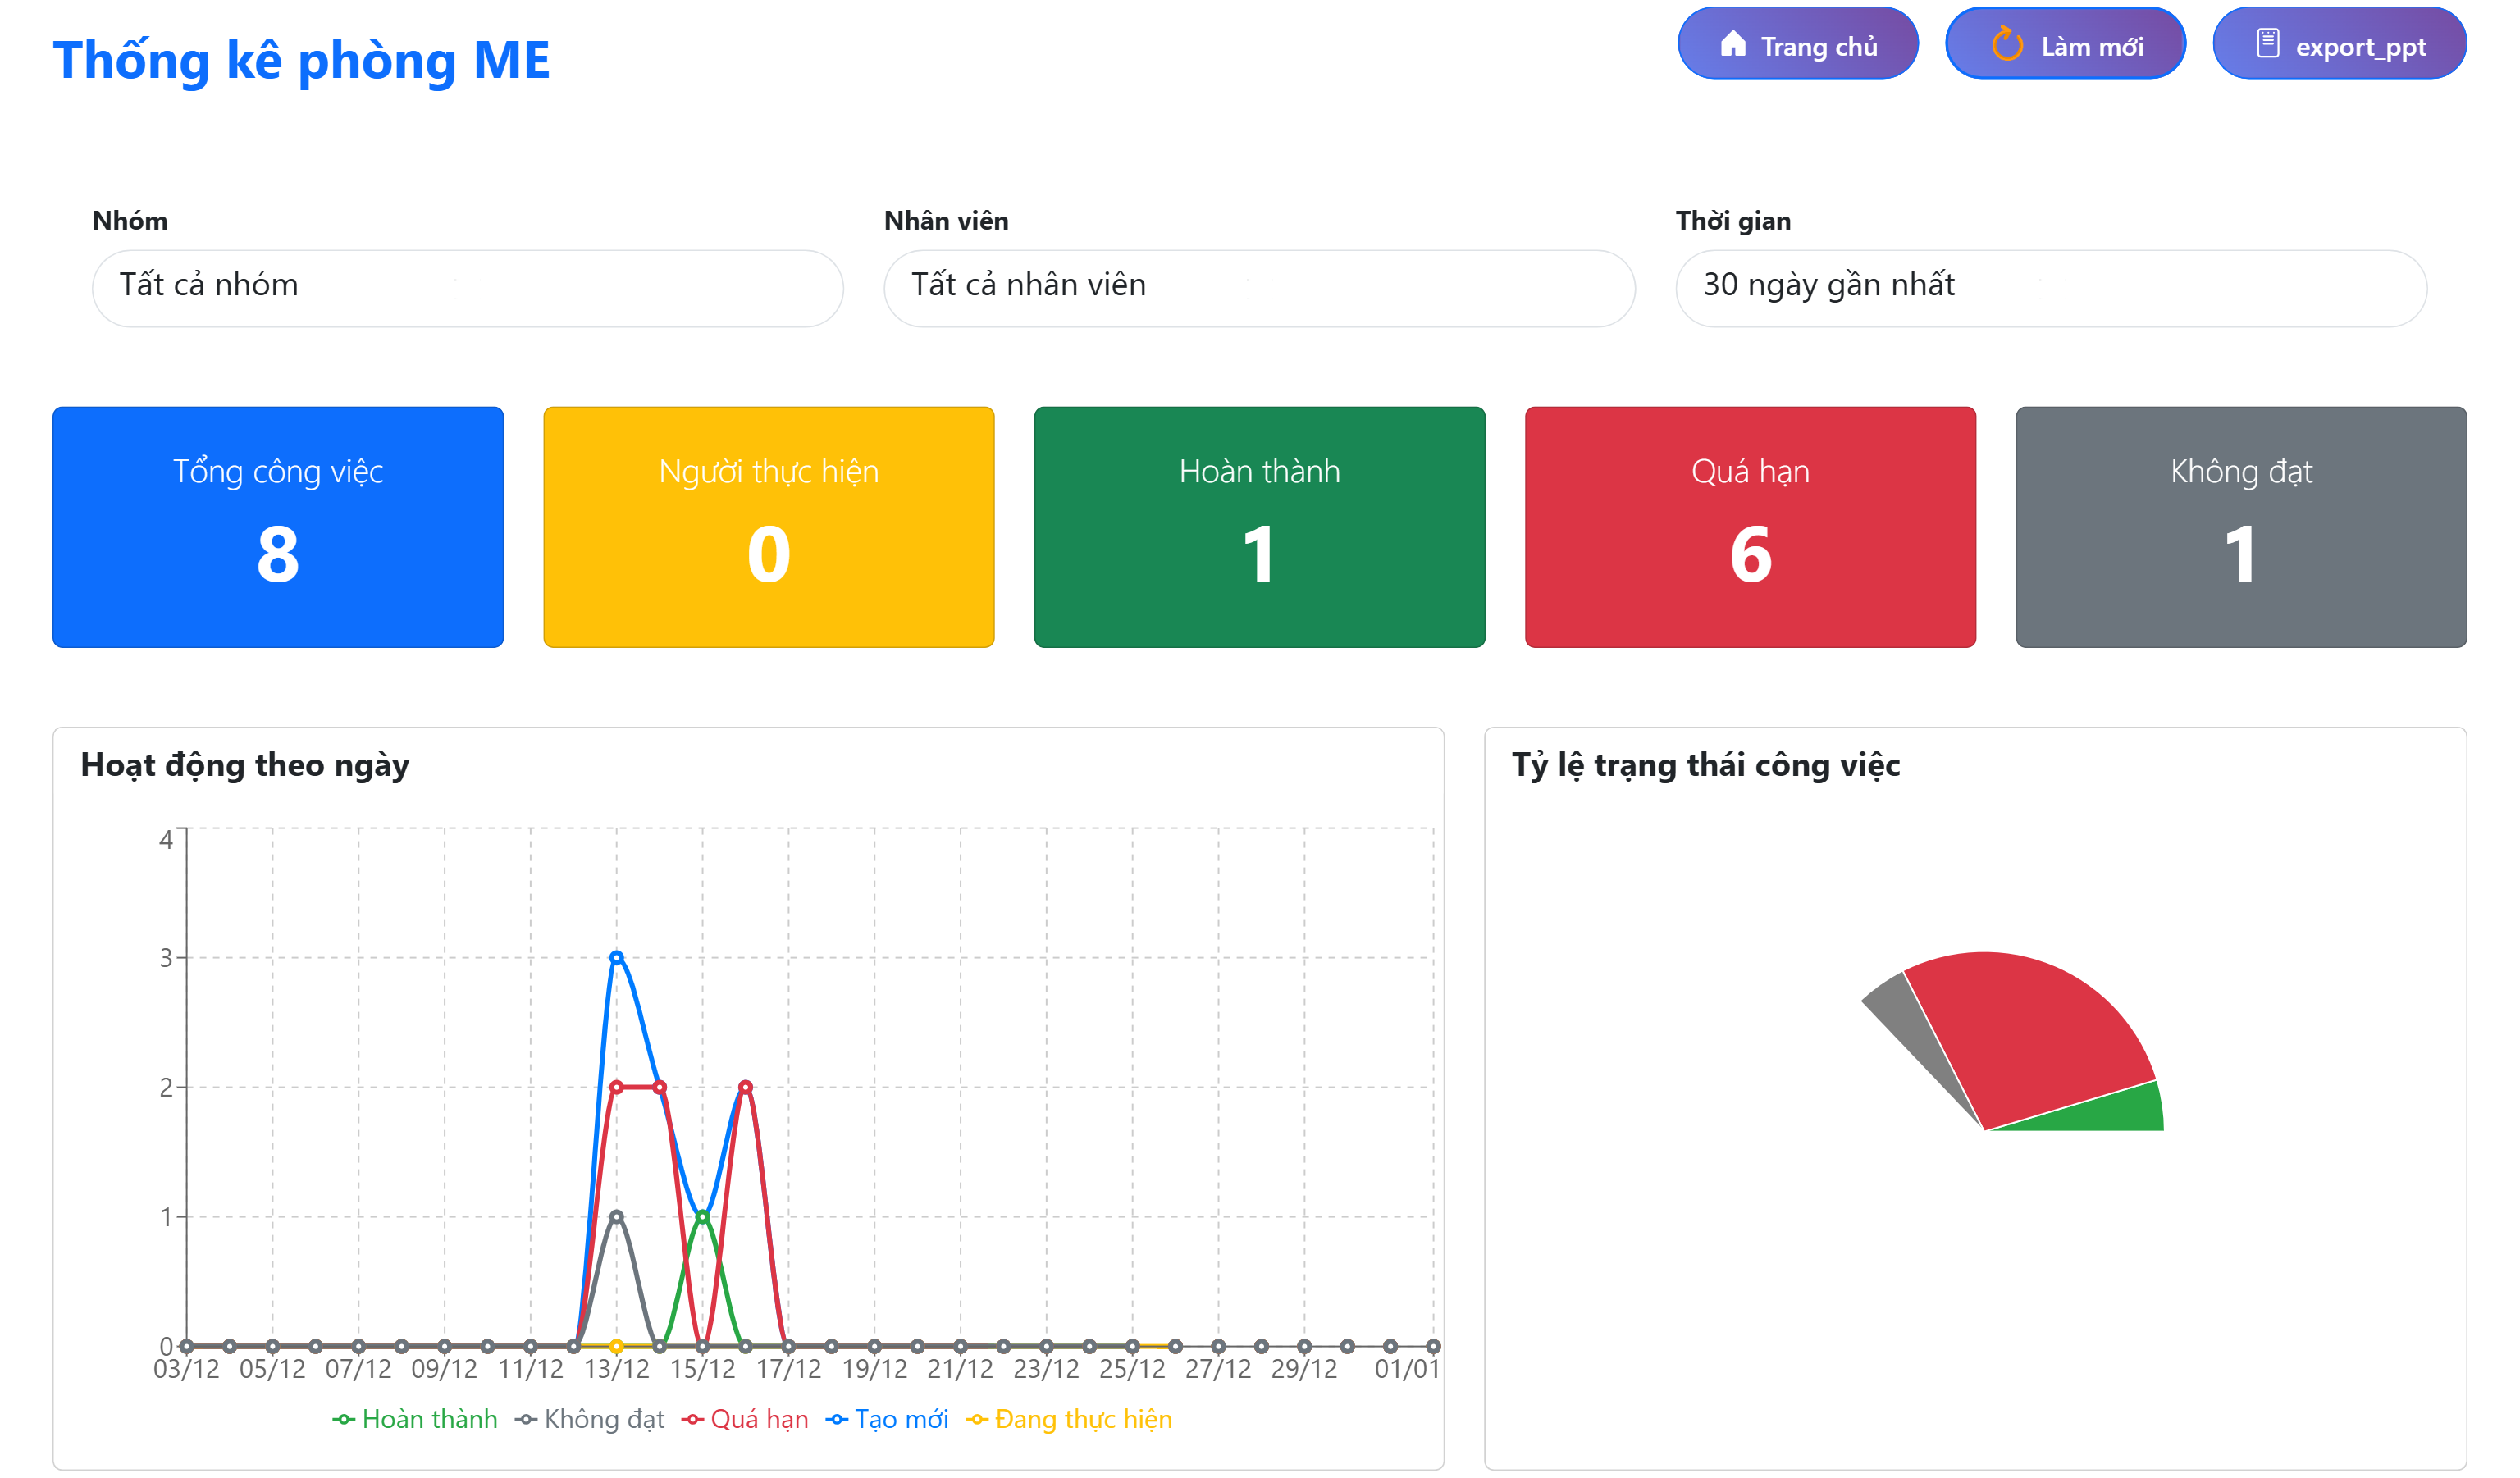 Thống kê phòng ME
Trang chủ
Làm mới
export_ppt
Nhóm
Nhân viên
Thời gian
Tất cả nhóm
Tất cả nhân viên
30 ngày gần nhất
Tổng công việc
8
Người thực hiện
0
Hoàn thành
1
Quá hạn
6
Không đạt
1
Hoạt động theo ngày
4
3
2
1
0
03/12 05/12 07/12 09/12 11/12 13/12 15/12 17/12 19/12 21/12 23/12 25/12 27/12 29/12 01/01
Hoàn thành Không đạt Quá hạn Tạo mới Đang thực hiện
Tỷ lệ trạng thái công việc